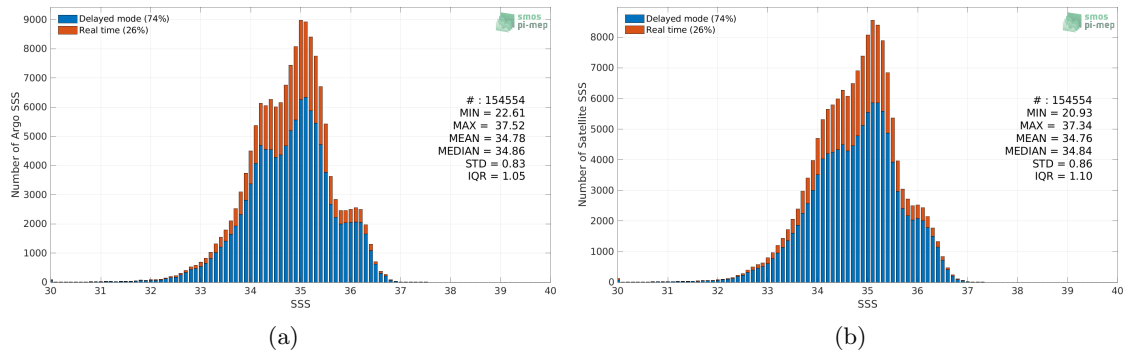 Delayed mode (74%)
Real time (26%)
smos
pi-mep
9000
8000
7000
6000
5000
4000
3000
2000
1000
0
Number of Argo SSS
# : 154554
MIN = 22.61
MAX = 37.52
MEAN = 34.78
MEDIAN = 34.86
STD = 0.83
IQR = 1.05
30 31 32 33 34 35 36 37 38 39 40
SSS
(a)
Delayed mode (74%)
Real time (26%)
smos
pi-mep
8000
7000
6000
5000
4000
3000
2000
1000
0
Number of Satellite SSS
# : 154554
MIN = 20.93
MAX = 37.34
MEAN = 34.76
MEDIAN = 34.84
STD = 0.86
IQR = 1.10
30 31 32 33 34 35 36 37 38 39 40
SSS
(b)